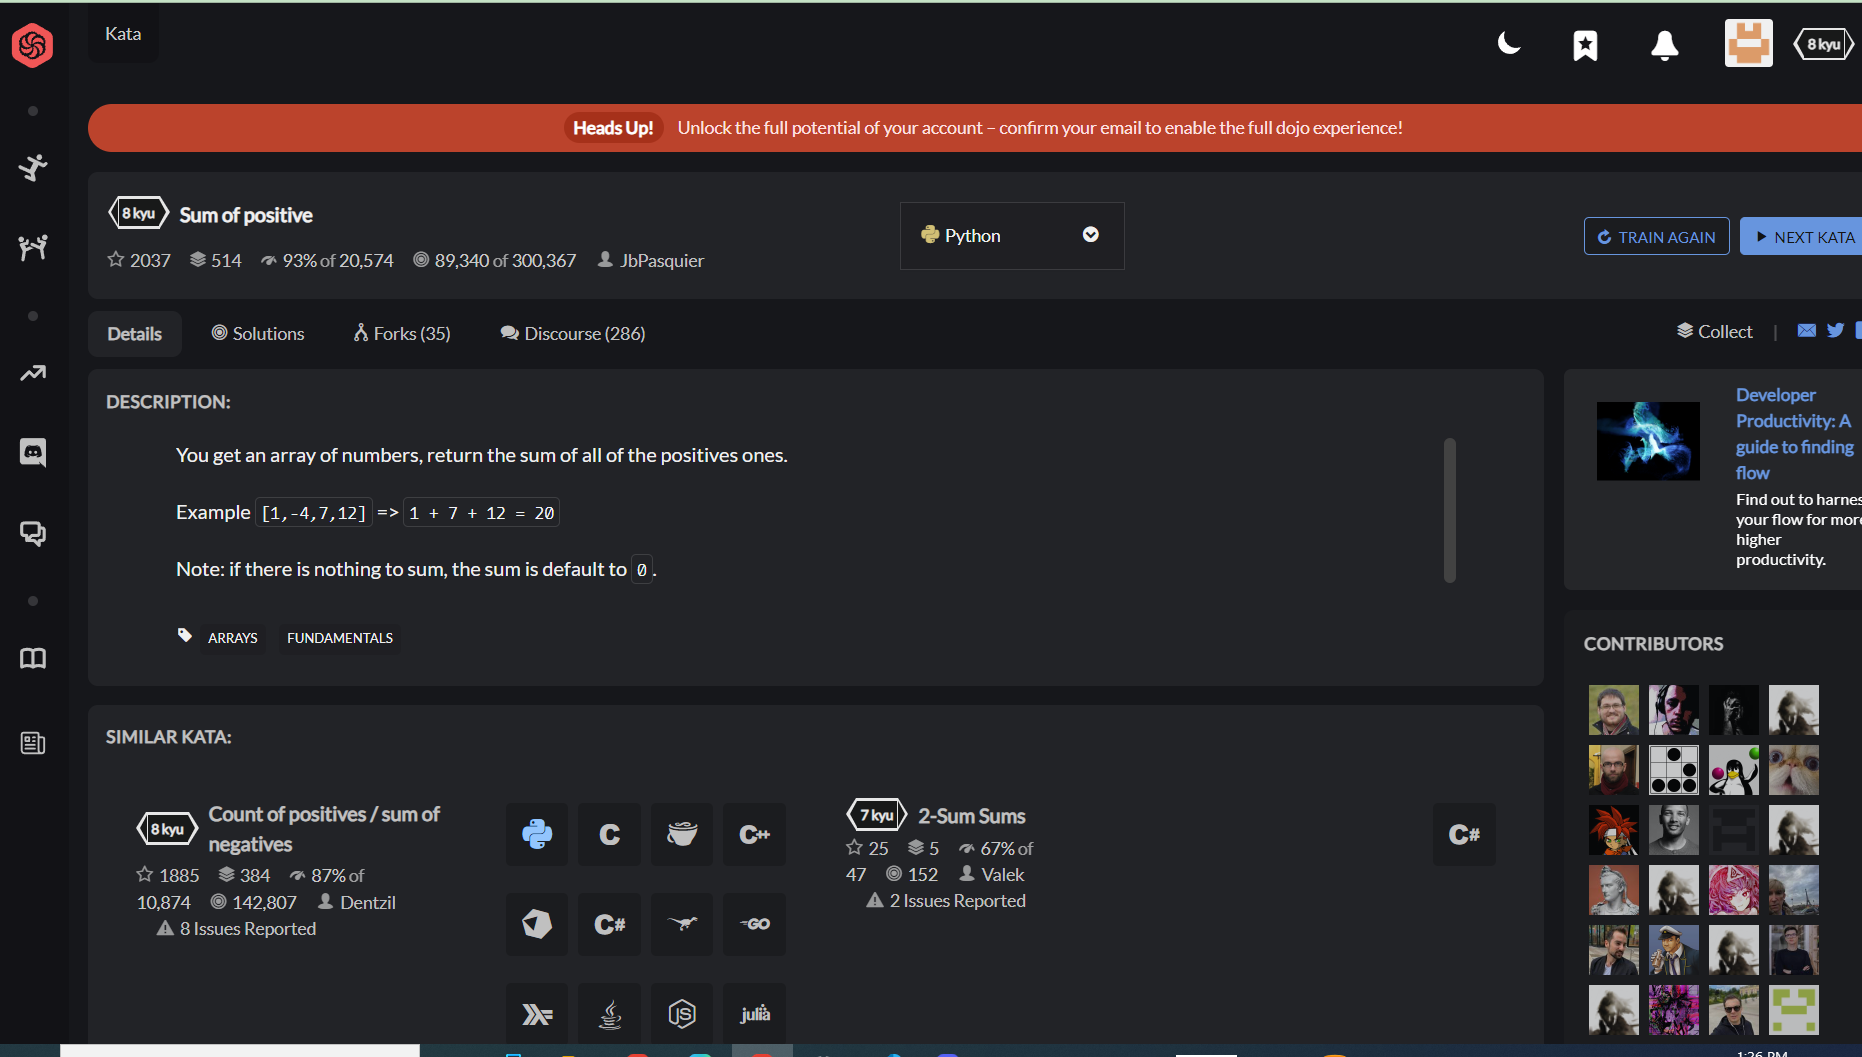 Kata
8 kyu
Heads Up! Unlock the full potential of your account – confirm your email to enable the full dojo experience!
8 kyu Sum of positive
2037 514 93% of 20,574 89,340 of 300,367 JbPasquier
Python
TRAIN AGAIN
NEXT KATA
Details Solutions Forks (35) Discourse (286)
Collect |
DESCRIPTION:
You get an array of numbers, return the sum of all of the positives ones.
Example [1,-4,7,12] => 1 + 7 + 12 = 20
Note: if there is nothing to sum, the sum is default to 0.
ARRAYS FUNDAMENTALS
Developer
Productivity: A
guide to finding
flow
Find out to harnes
your flow for more
higher
productivity.
CONTRIBUTORS
SIMILAR KATA:
8 kyu Count of positives / sum of
negatives
1885 384 87% of
10,874 142,807 Dentzil
8 Issues Reported
C
C++
C#
GO
JS
julia
7 kyu 2-Sum Sums
25 5 67% of
47 152 Valek
2 Issues Reported
C#
1:26 PM